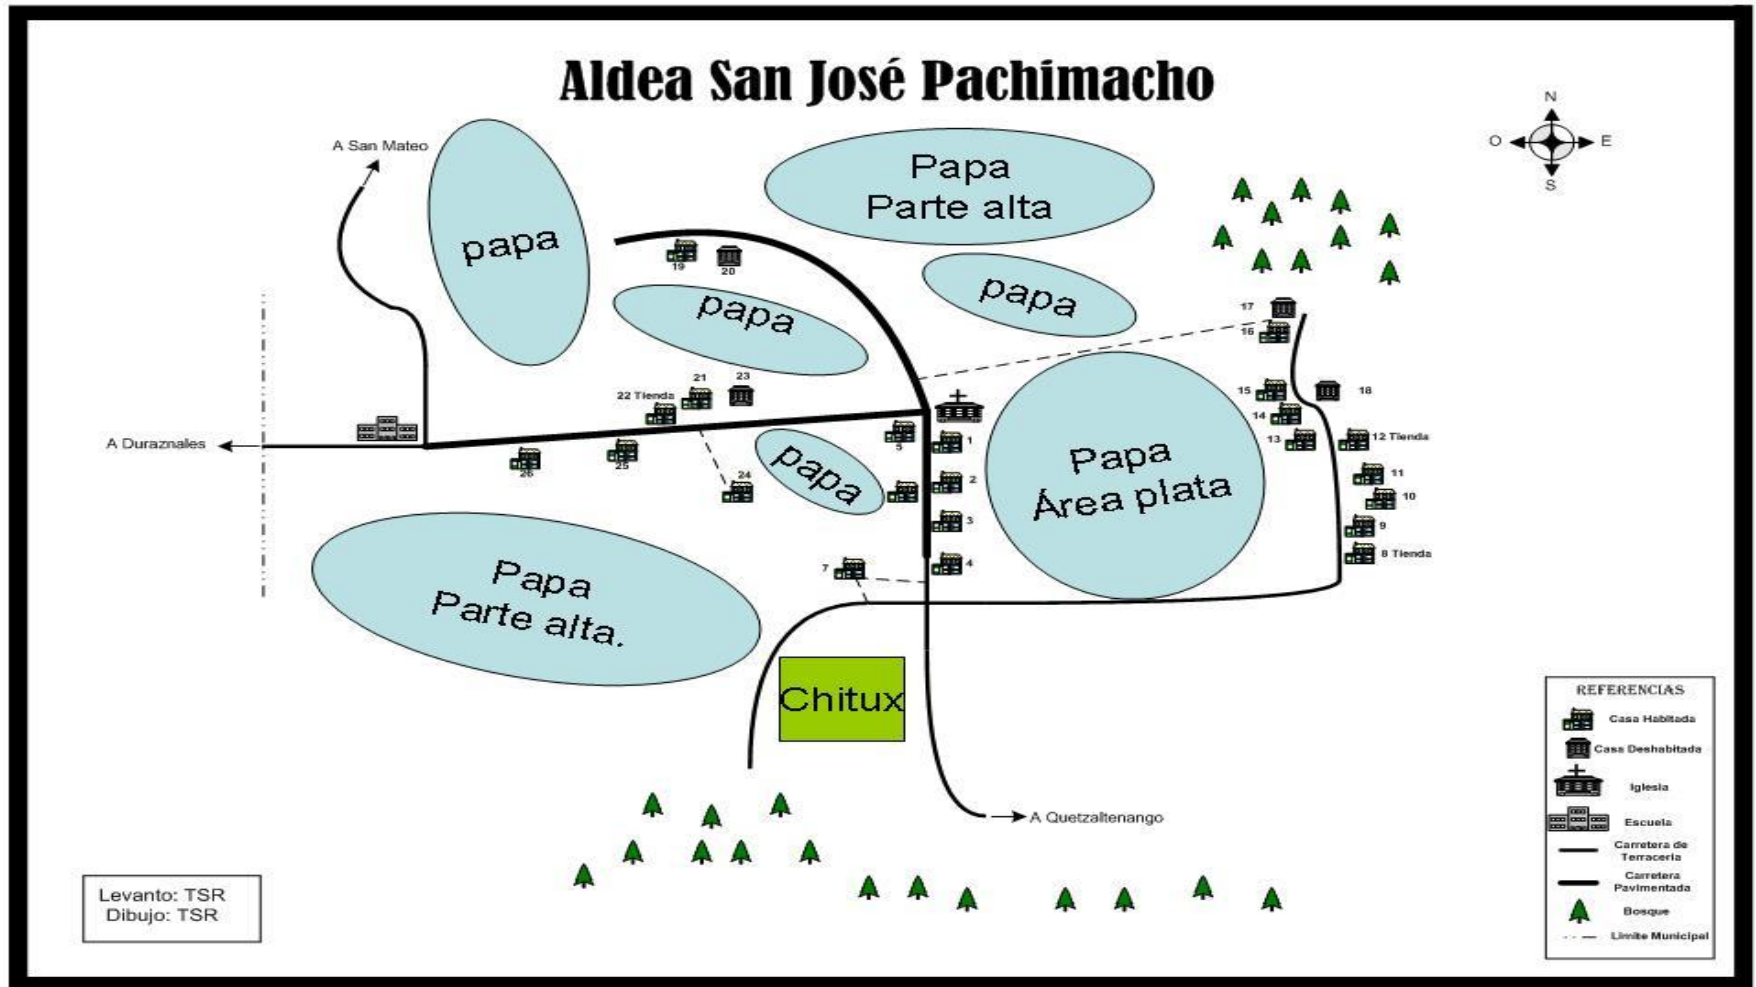 Aldea San José Pachimacho
N
O
E
S
A San Mateo
papa
Papa
Parte alta
papa
papa
19
20
17
16
21
23
22 Tienda
15
18
14
13
12 Tienda
A Duraznales
5
1
26
25
24
papa
2
3
4
7
Papa
Área plata
11
10
9
8 Tienda
Papa
Parte alta.
Chitux
A Quetzaltenango
Levanto: TSR
Dibujo: TSR
REFERENCIAS
Casa Habitada
Casa Deshabitada
Iglesia
Escuela
Carretera de
Terraceria
Carretera
Pavimentada
Bosque
Limite Municipal